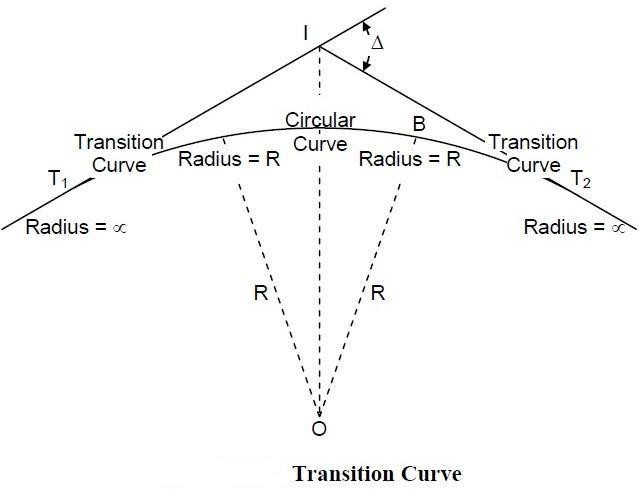 I
Δ
Circular
Curve
B
Transition
Curve
Transition
Curve
Radius = R
Radius = R
T1
T2
Radius = ∝
Radius = ∝
R
R
O
Transition Curve